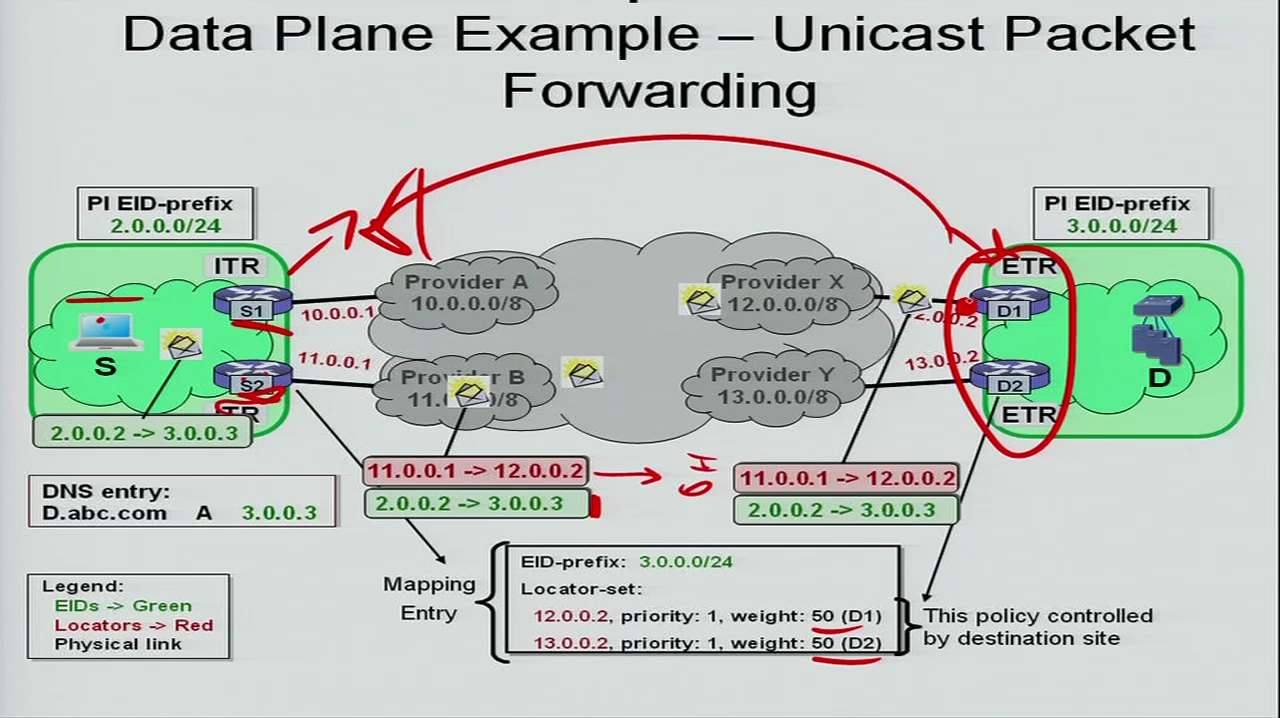 Data Plane Example – Unicast Packet
Forwarding
PI EID-prefix
2.0.0.0/24
PI EID-prefix
3.0.0.0/24
ITR
ETR
Provider A
10.0.0.0/8
Provider X
12.0.0.0/8
S1
10.0.0.1
D1
S
11.0.0.1
S2
Provider B
Provider Y
13.0.0.0/8
13.0.0.2
D2
D
ETR
2.0.0.2 -> 3.0.0.3
11.0.0.1 -> 12.0.0.2
2.0.0.2 -> 3.0.0.3
11.0.0.1 -> 12.0.0.2
2.0.0.2 -> 3.0.0.3
DNS entry:
D.abc.com A 3.0.0.3
Legend:
EIDs -> Green
Locators -> Red
Physical link
Mapping
Entry
EID-prefix: 3.0.0.0/24
Locator-set:
12.0.0.2, priority: 1, weight: 50 (D1)
13.0.0.2, priority: 1, weight: 50 (D2)
This policy controlled
by destination site